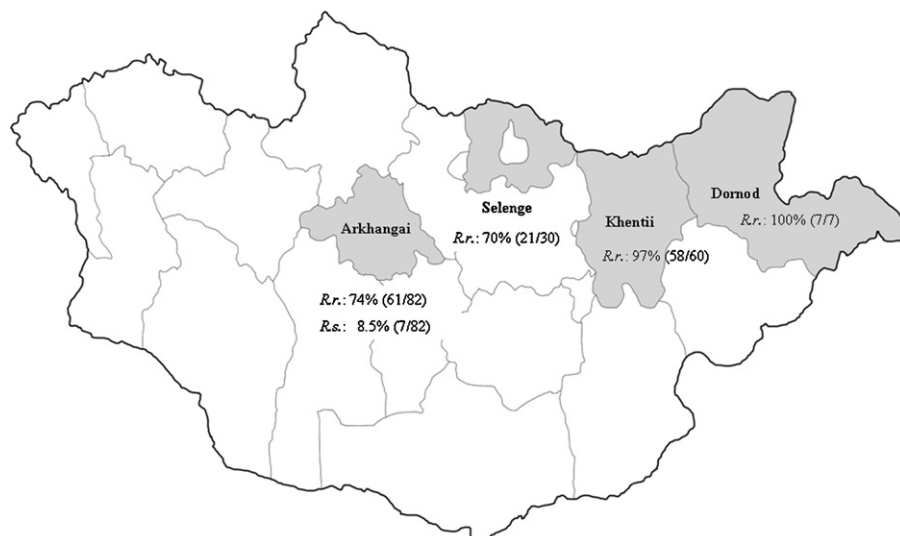 Arkhangai
R.r.: 74% (61/82)
R.s.: 8.5% (7/82)
Selenge
R.r.: 70% (21/30)
Khentii
R.r.: 97% (58/60)
Dornod
R.r.: 100% (7/7)